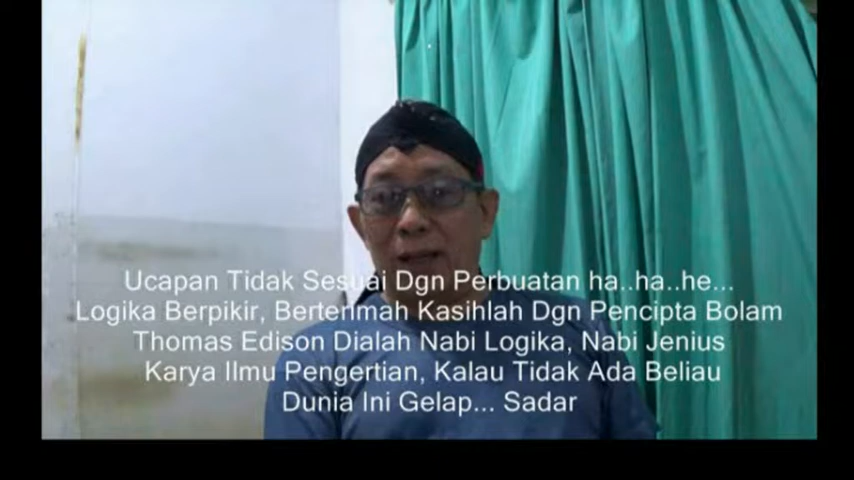 Ucapan Tidak Sesuai Dgn Perbuatan ha..ha..he...
Logika Berpikir, Berterimah Kasihlah Dgn Pencipta Bolam
Thomas Edison Dialah Nabi Logika, Nabi Jenius
Karya Ilmu Pengertian, Kalau Tidak Ada Beliau
Dunia Ini Gelap... Sadar